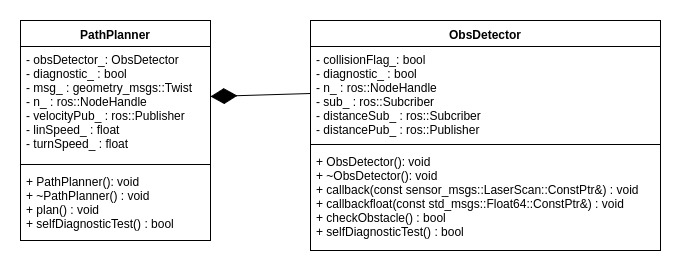 PathPlanner
- obsDetector_: ObsDetector
- diagnostic_ : bool
- msg_ : geometry_msgs::Twist
- n_ : ros::NodeHandle
- velocityPub_ : ros::Publisher
- linSpeed_ : float
- turnSpeed_ : float
+ PathPlanner(): void
+ ~PathPlanner() : void
+ plan() : void
+ selfDiagnosticTest() : bool
ObsDetector
- collisionFlag_: bool
- diagnostic_ : bool
- n_ : ros::NodeHandle
- sub_ : ros::Subcriber
- distanceSub_ : ros::Subcriber
- distancePub_ : ros::Publisher
+ ObsDetector(): void
+ ~ObsDetector() : void
+ callback(const sensor_msgs::LaserScan::ConstPtr&) : void
+ callbackfloat(const std_msgs::Float64::ConstPtr&) : void
+ checkObstacle() : bool
+ selfDiagnosticTest() : bool